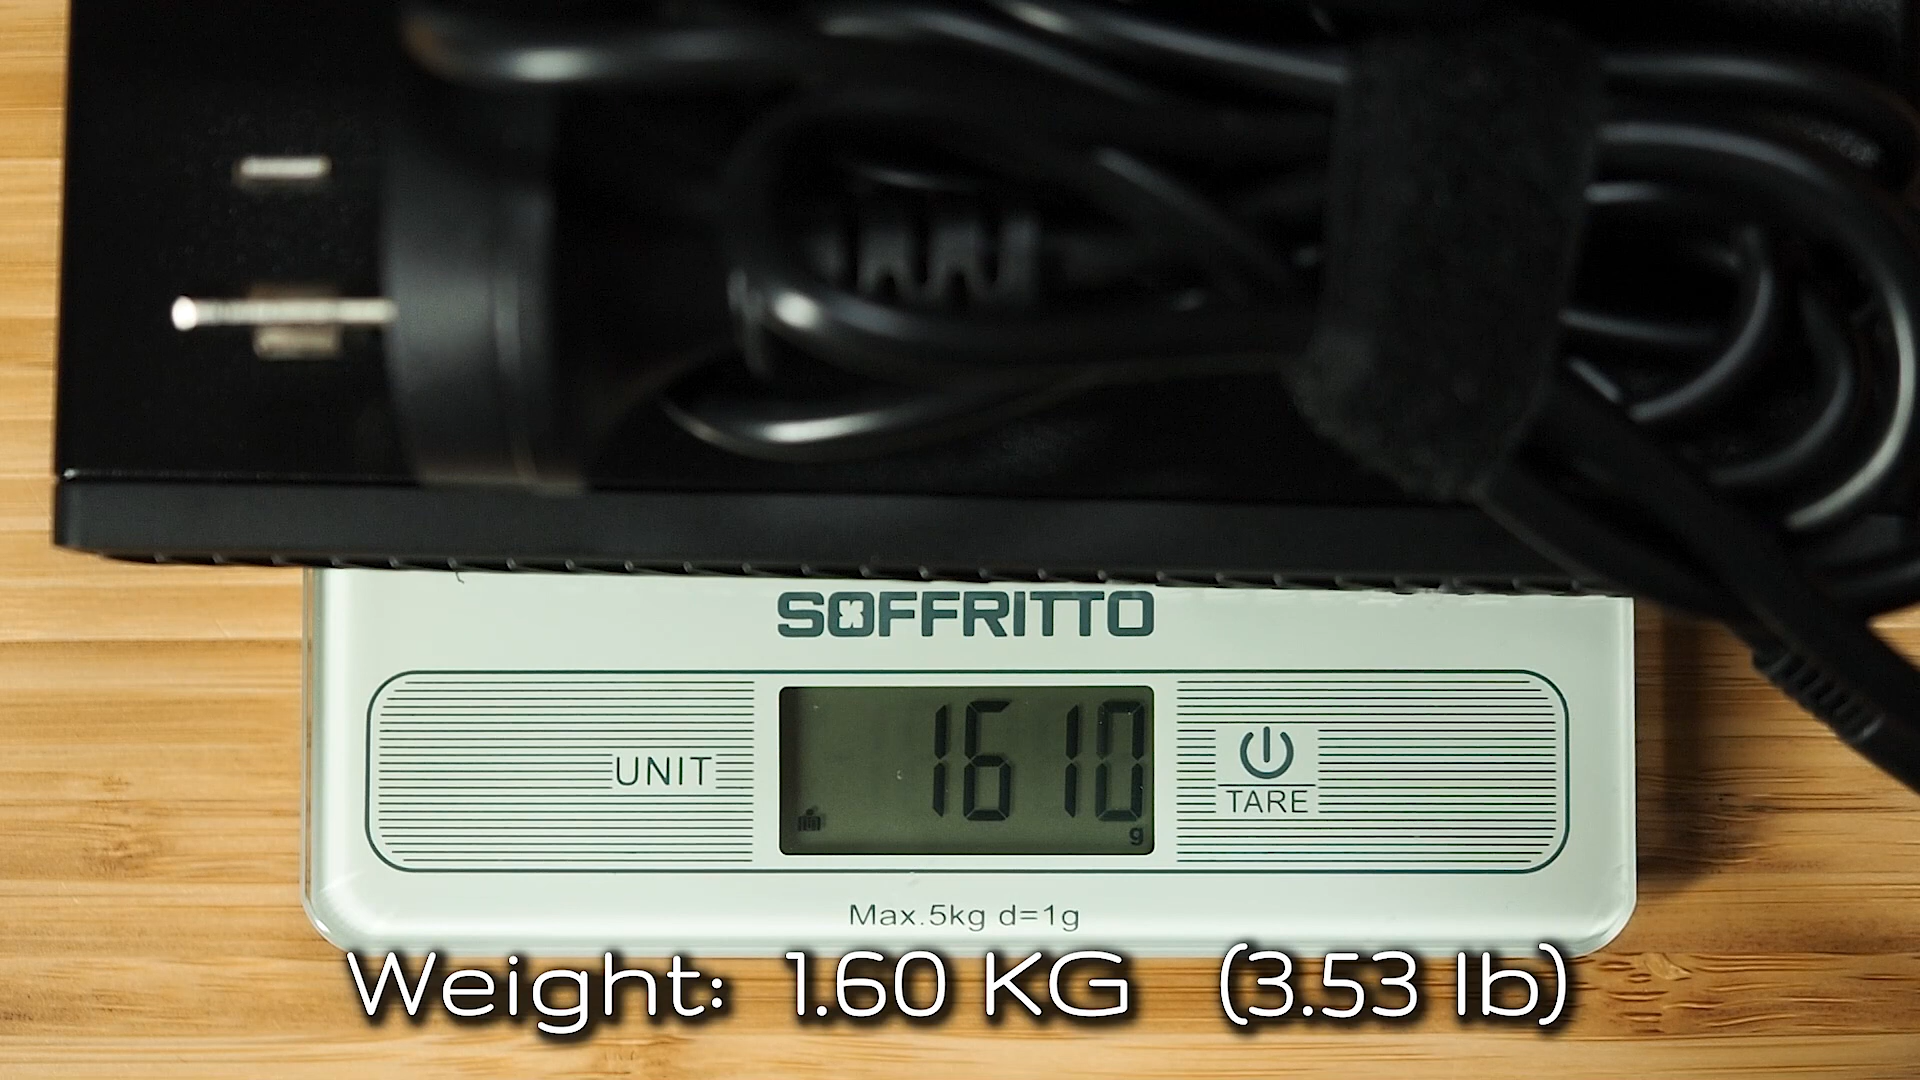 SOFFRITTO
UNIT
1610
g
TARE
Max.5kg d=1g
Weight: 1.60 KG (3.53 lb)